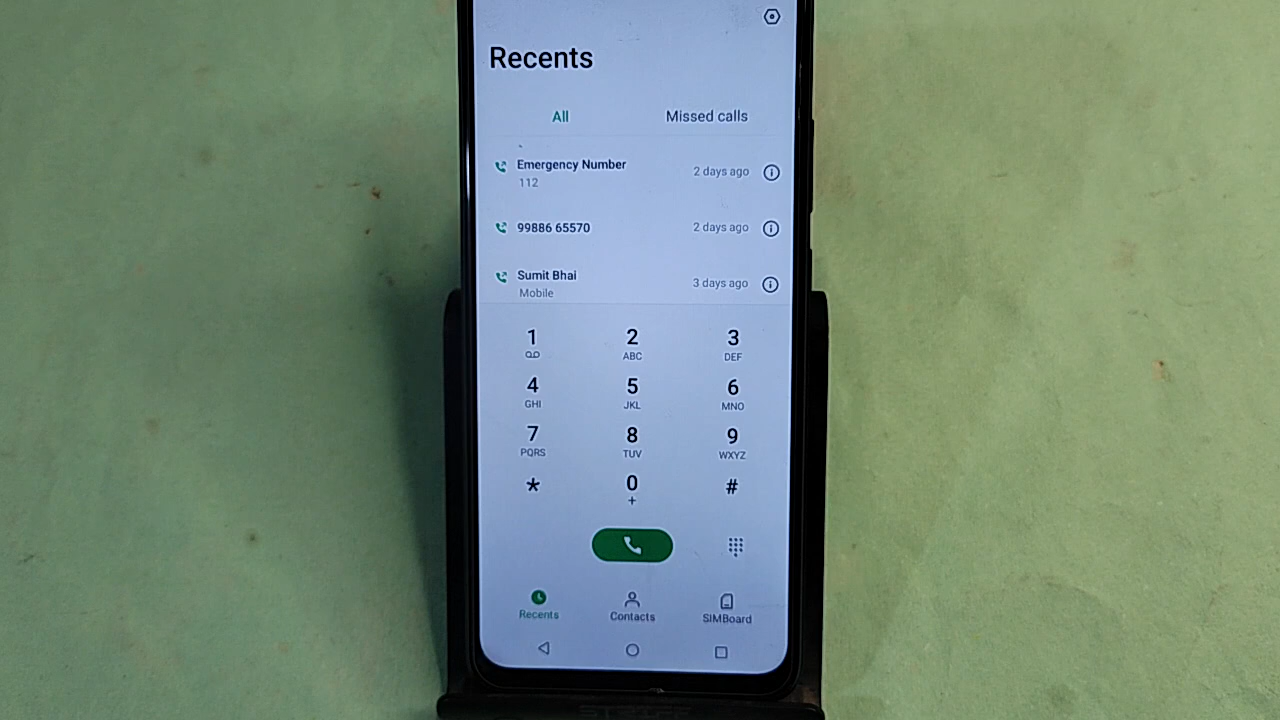 Recents
All Missed calls
Emergency Number 2 days ago
112
99886 65570 2 days ago
Sumit Bhai 3 days ago
Mobile
1 2 3
ABC DEF
4 5 6
GHI JKL MNO
7 8 9
PQRS TUV WXYZ
* 0 #
+
Recents Contacts SIMBoard